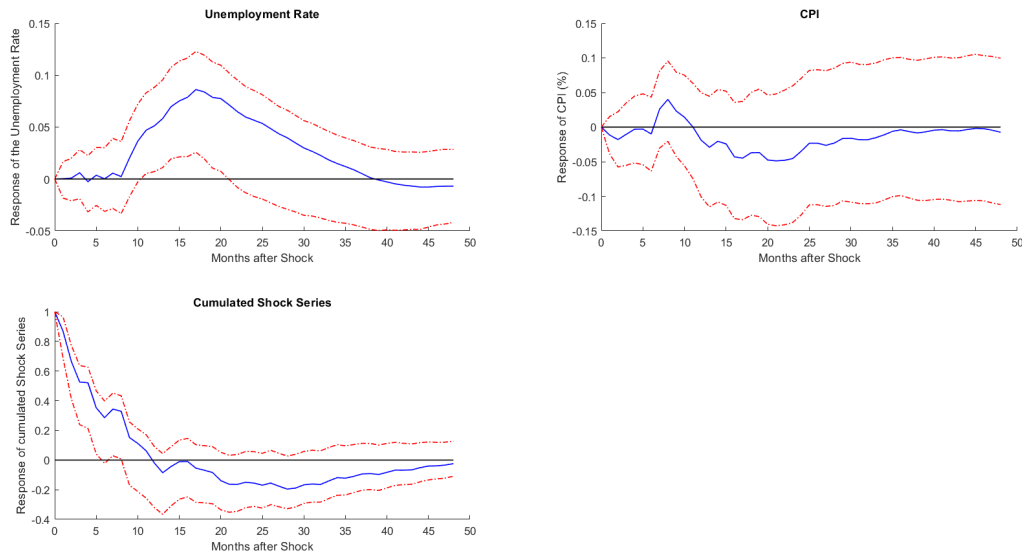 Unemployment Rate
0.15
0.1
0.05
0
-0.05
Response of the Unemployment Rate
0 5 10 15 20 25 30 35 40 45 50
Months after Shock
CPI
0.15
0.1
0.05
0
-0.05
-0.1
-0.15
Response of CPI (%)
0 5 10 15 20 25 30 35 40 45 50
Months after Shock
Cumulated Shock Series
1
0.8
0.6
0.4
0.2
0
-0.2
-0.4
Response of cumulated Shock Series
0 5 10 15 20 25 30 35 40 45 50
Months after Shock